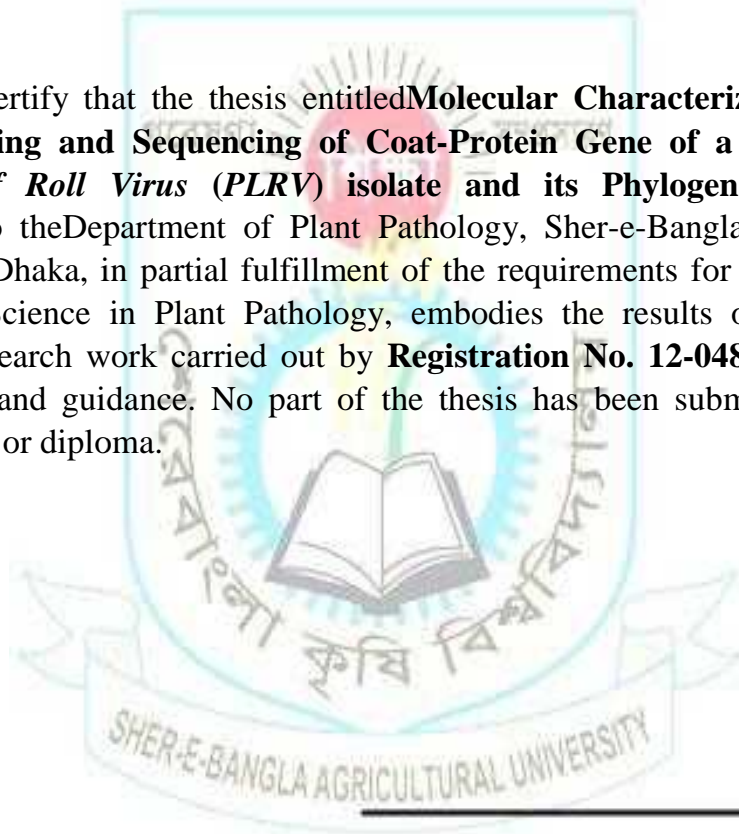 ertify that the thesis entitledMolecular Characteriz
ing and Sequencing of Coat-Protein Gene of a
f Roll Virus (PLRV) isolate and its Phylogen
theDepartment of Plant Pathology, Sher-e-Bangla
Dhaka, in partial fulfillment of the requirements for
cience in Plant Pathology, embodies the results o
earch work carried out by Registration No. 12-048
and guidance. No part of the thesis has been subm
or diploma.
শেরেবাংলা কৃষি বিশ্ববিদ্যালয়
SHER-E-BANGLA AGRICULTURAL UNIVERSITY